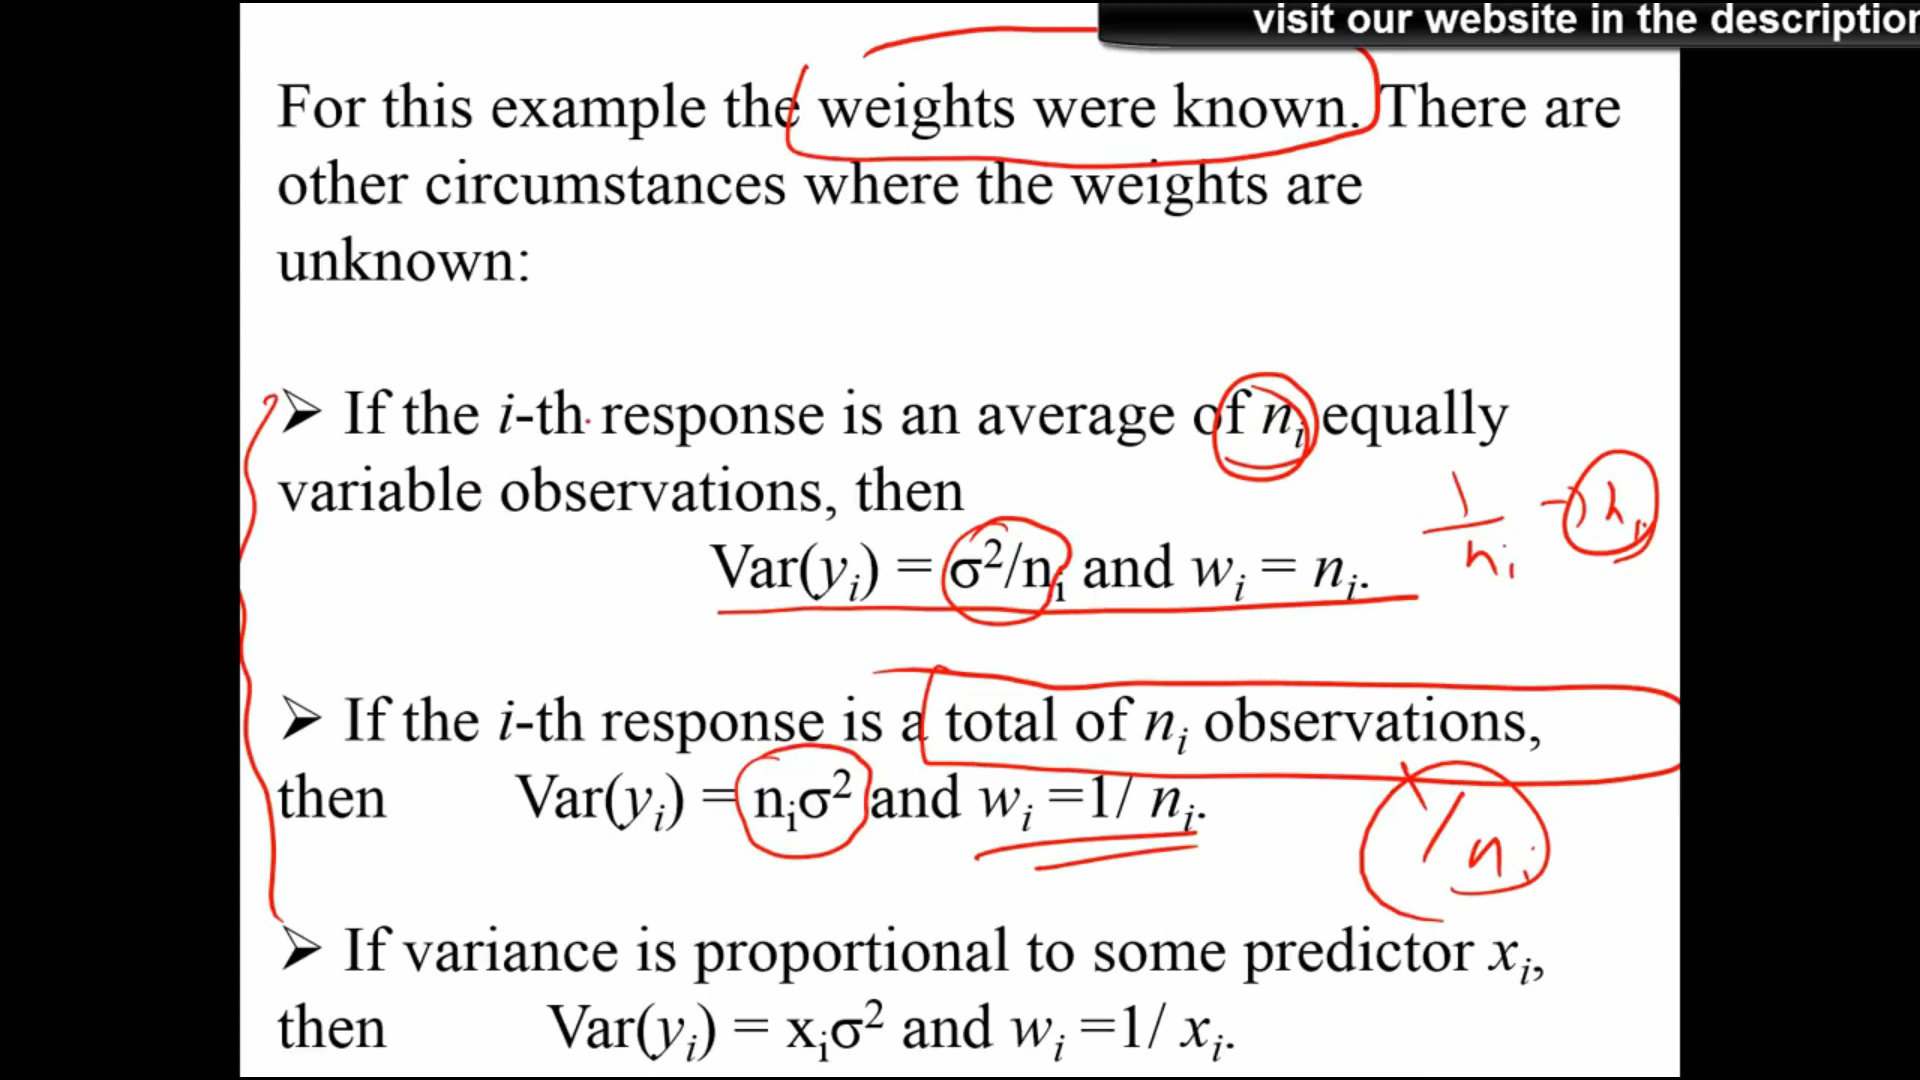 visit our website in the description
For this example the weights were known. There are
other circumstances where the weights are
unknown:
➢ If the i-th response is an average of nᵢ equally
variable observations, then
Var(yᵢ) = σ²/nᵢ and wᵢ = nᵢ.
1/nᵢ
➢ If the i-th response is a total of nᵢ observations,
then Var(yᵢ) = nᵢσ² and wᵢ =1/ nᵢ.
1/nᵢ
➢ If variance is proportional to some predictor xᵢ,
then Var(yᵢ) = xᵢσ² and wᵢ =1/ xᵢ.